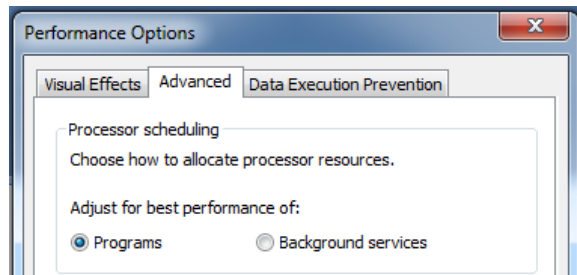 Performance Options
Visual Effects Advanced Data Execution Prevention
Processor scheduling
Choose how to allocate processor resources.
Adjust for best performance of:
Programs Background services